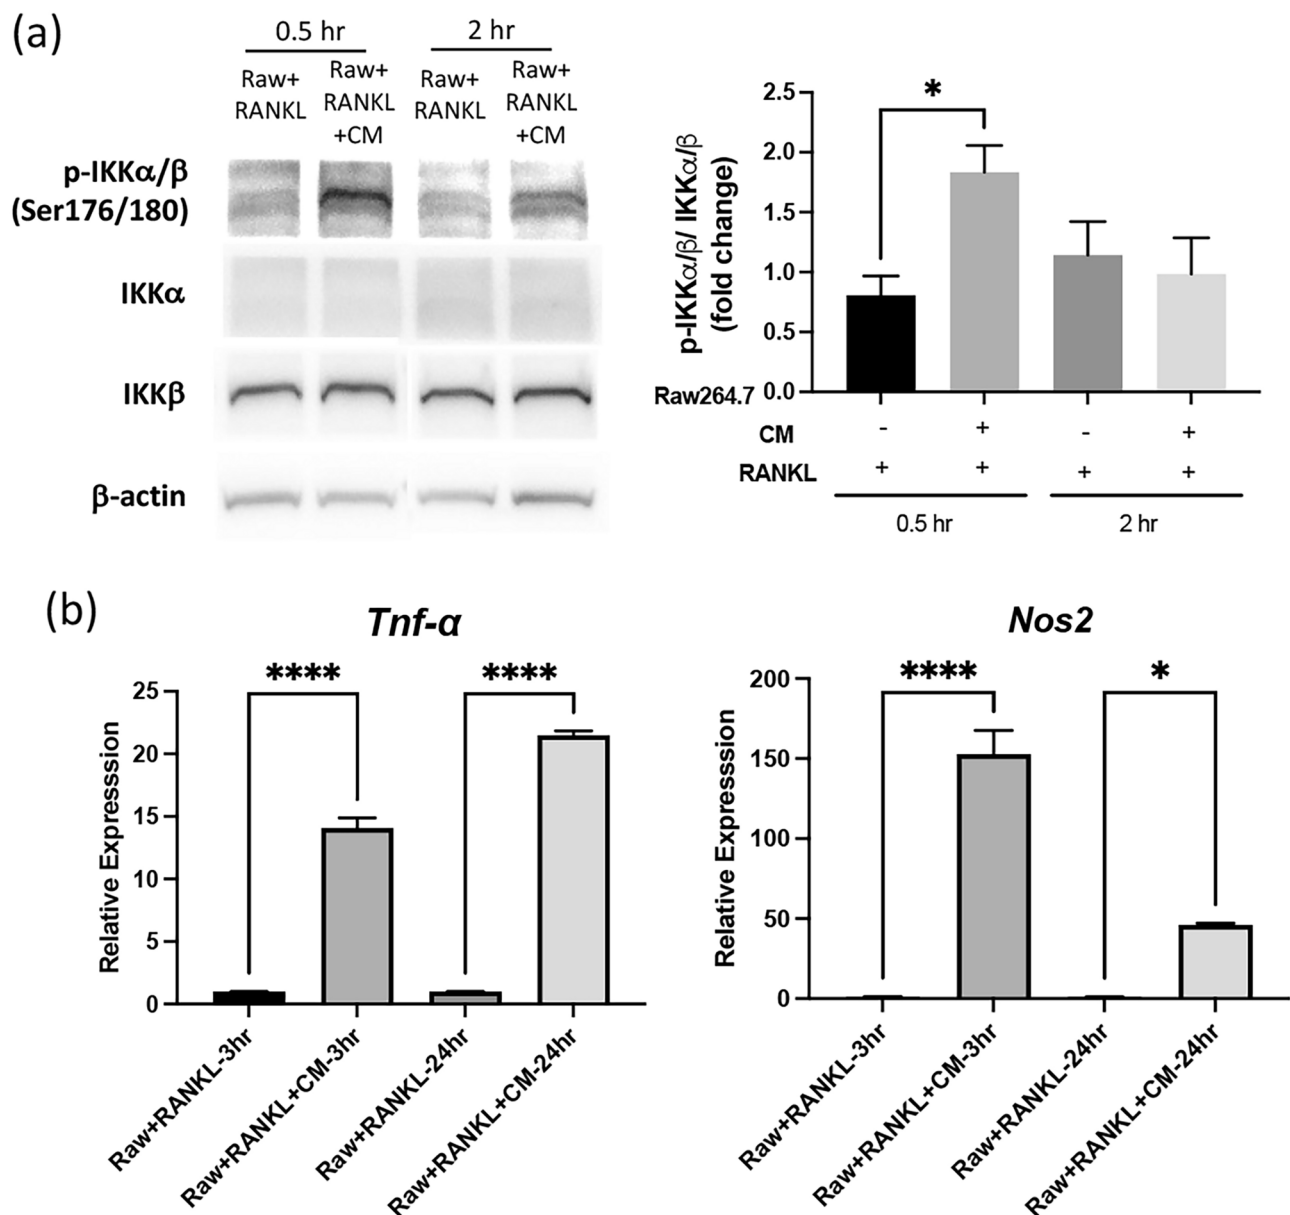 (a)
0.5 hr
2 hr
Raw+
RANKL
Raw+
RANKL
+CM
Raw+
RANKL
Raw+
RANKL
+CM
p-IKKα/β
(Ser176/180)
IKKα
IKKβ
β-actin
p-IKKα/β/ IKKα/β
(fold change)
2.5
2.0
1.5
1.0
0.5
0.0
*
Raw264.7
CM - + - +
RANKL + + + +
0.5 hr
2 hr
(b)
Tnf-α
Relative Expresssion
25
20
15
10
5
0
****
****
Raw+RANKL-3hr
Raw+RANKL+CM-3hr
Raw+RANKL-24hr
Raw+RANKL+CM-24hr
Nos2
Relative Expresssion
200
150
100
50
0
****
*
Raw+RANKL-3hr
Raw+RANKL+CM-3hr
Raw+RANKL-24hr
Raw+RANKL+CM-24hr